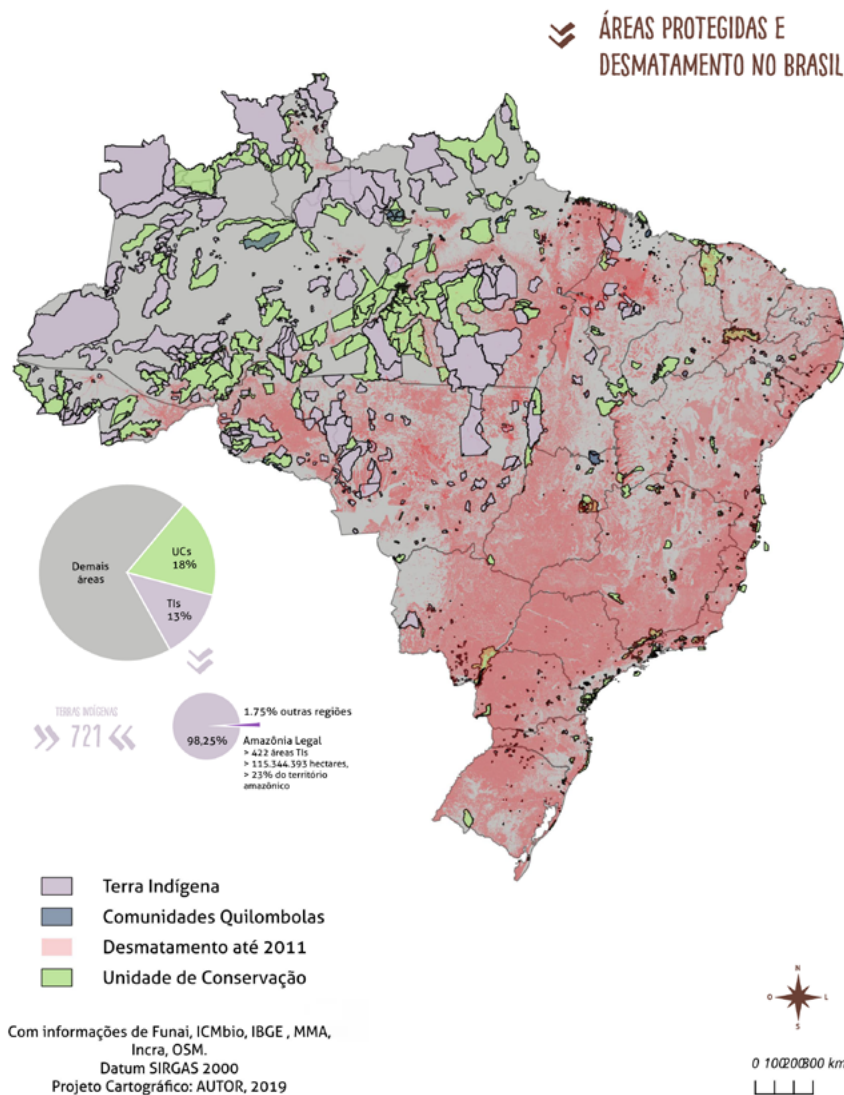 ÁREAS PROTEGIDAS E
DESMATAMENTO NO BRASIL
Demais
áreas
UCs
18%
TIs
13%
TERRAS INDÍGENAS
721
98,25%
1.75% outras regiões
Amazônia Legal
> 422 áreas TIs
> 115.344.393 hectares,
> 23% do território
amazônico
Terra Indígena
Comunidades Quilombolas
Desmatamento até 2011
Unidade de Conservação
Com informações de Funai, ICMbio, IBGE , MMA,
Incra, OSM.
Datum SIRGAS 2000
Projeto Cartográfico: AUTOR, 2019
N
O L
S
0 100200300 km